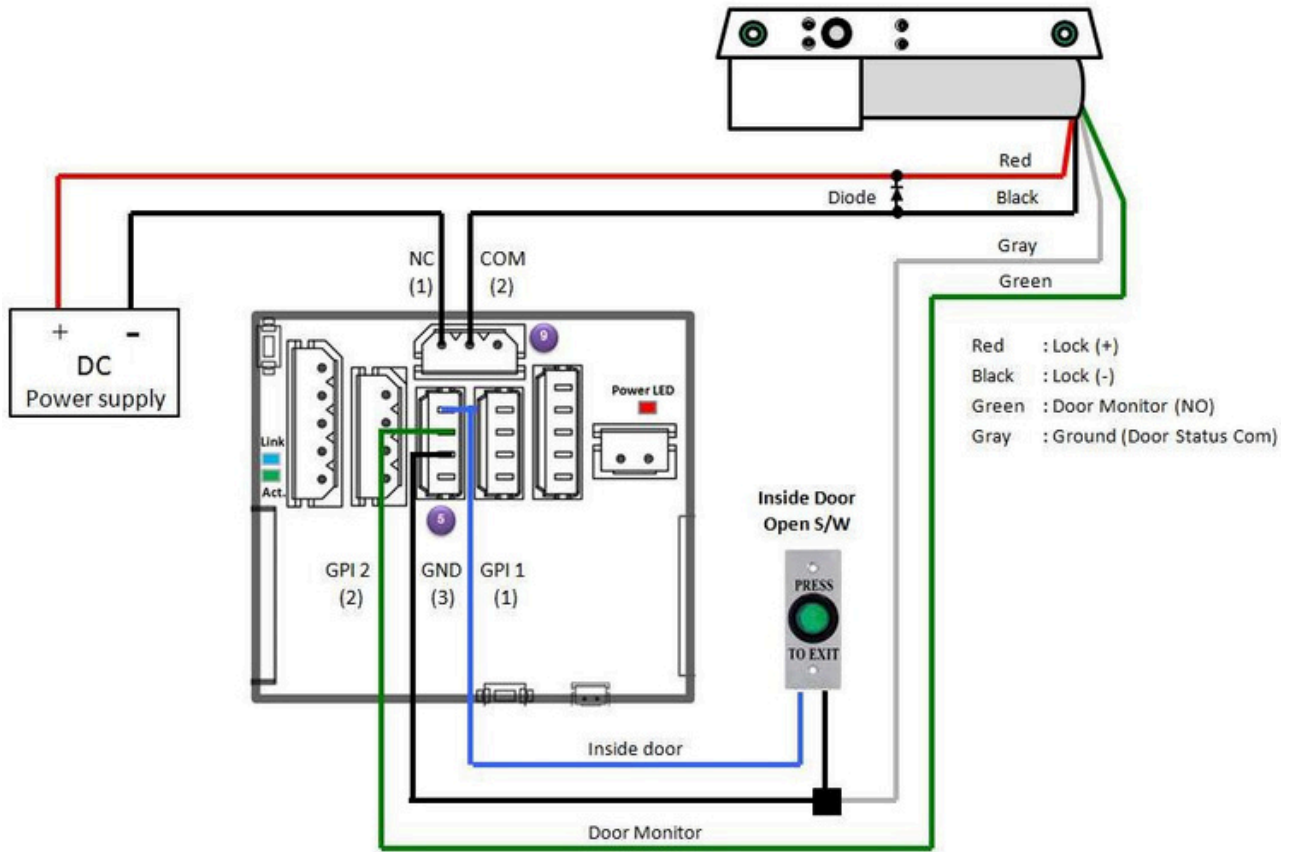 Red
Diode
Black
Gray
Green
NC
(1)
COM
(2)
+
-
DC
Power supply
9
Power LED
Link
Act.
5
Red : Lock (+)
Black : Lock (-)
Green : Door Monitor (NO)
Gray : Ground (Door Status Com)
Inside Door
Open S/W
PRESS
TO EXIT
GPI 2
(2)
GND
(3)
GPI 1
(1)
Inside door
Door Monitor